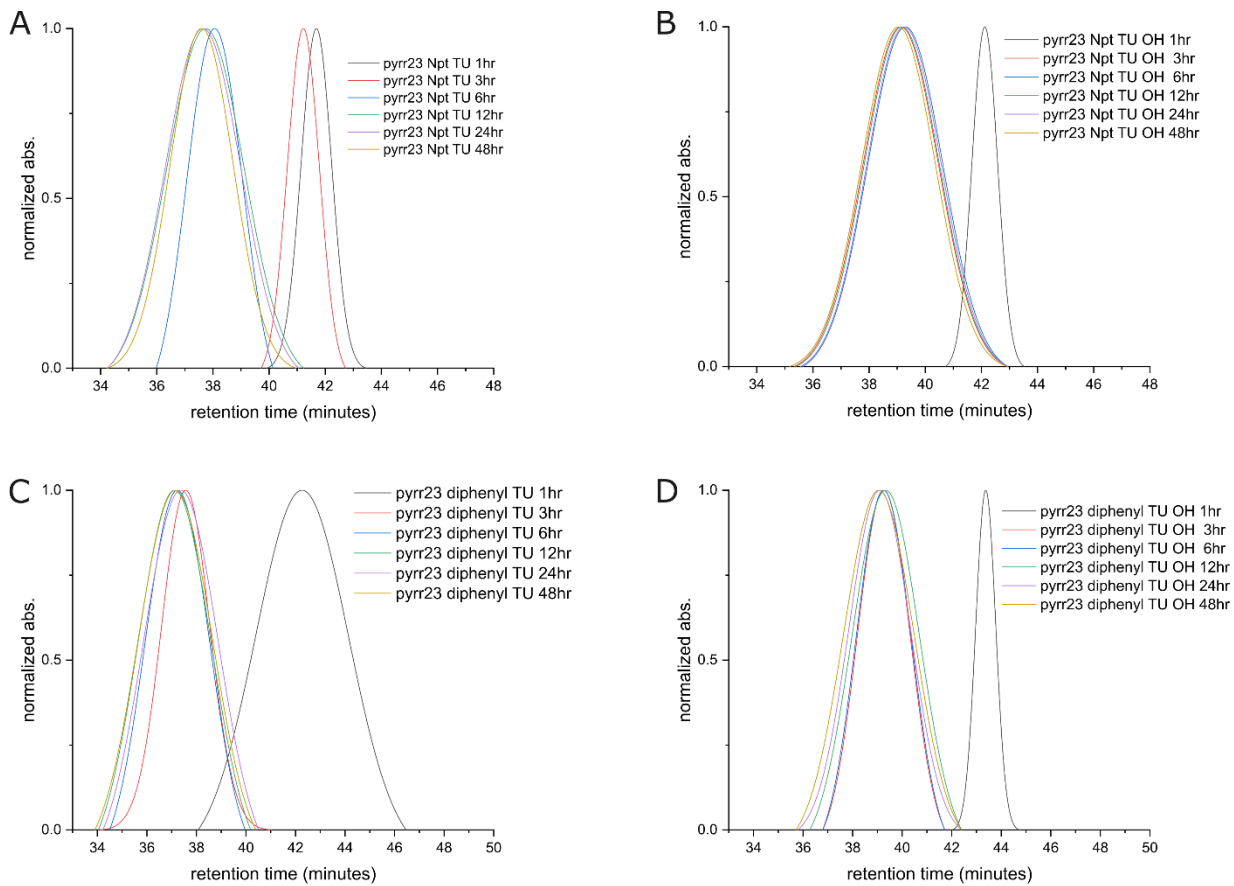 A
1.0
0.5
0.0
normalized abs.
pyrr23 Npt TU 1hr
pyrr23 Npt TU 3hr
pyrr23 Npt TU 6hr
pyrr23 Npt TU 12hr
pyrr23 Npt TU 24hr
pyrr23 Npt TU 48hr
34 36 38 40 42 44 46 48
retention time (minutes)
B
1.0
0.5
0.0
normalized abs.
pyrr23 Npt TU OH 1hr
pyrr23 Npt TU OH  3hr
pyrr23 Npt TU OH  6hr
pyrr23 Npt TU OH 12hr
pyrr23 Npt TU OH 24hr
pyrr23 Npt TU OH 48hr
34 36 38 40 42 44 46 48
retention time (minutes)
C
1.0
0.5
0.0
normalized abs.
pyrr23 diphenyl TU 1hr
pyrr23 diphenyl TU 3hr
pyrr23 diphenyl TU 6hr
pyrr23 diphenyl TU 12hr
pyrr23 diphenyl TU 24hr
pyrr23 diphenyl TU 48hr
34 36 38 40 42 44 46 48 50
retention time (minutes)
D
1.0
0.5
0.0
normalized abs.
pyrr23 diphenyl TU OH 1hr
pyrr23 diphenyl TU OH  3hr
pyrr23 diphenyl TU OH  6hr
pyrr23 diphenyl TU OH 12hr
pyrr23 diphenyl TU OH 24hr
pyrr23 diphenyl TU OH 48hr
34 36 38 40 42 44 46 48 50
retention time (minutes)